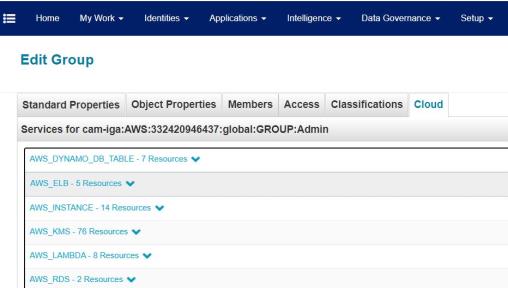 Home My Work Identities Applications Intelligence Data Governance Setup
Edit Group
Standard Properties Object Properties Members Access Classifications Cloud
Services for cam-iga:AWS:332420946437:global:GROUP:Admin
AWS_DYNAMO_DB_TABLE - 7 Resources
AWS_ELB - 5 Resources
AWS_INSTANCE - 14 Resources
AWS_KMS - 76 Resources
AWS_LAMBDA - 8 Resources
AWS_RDS - 2 Resources